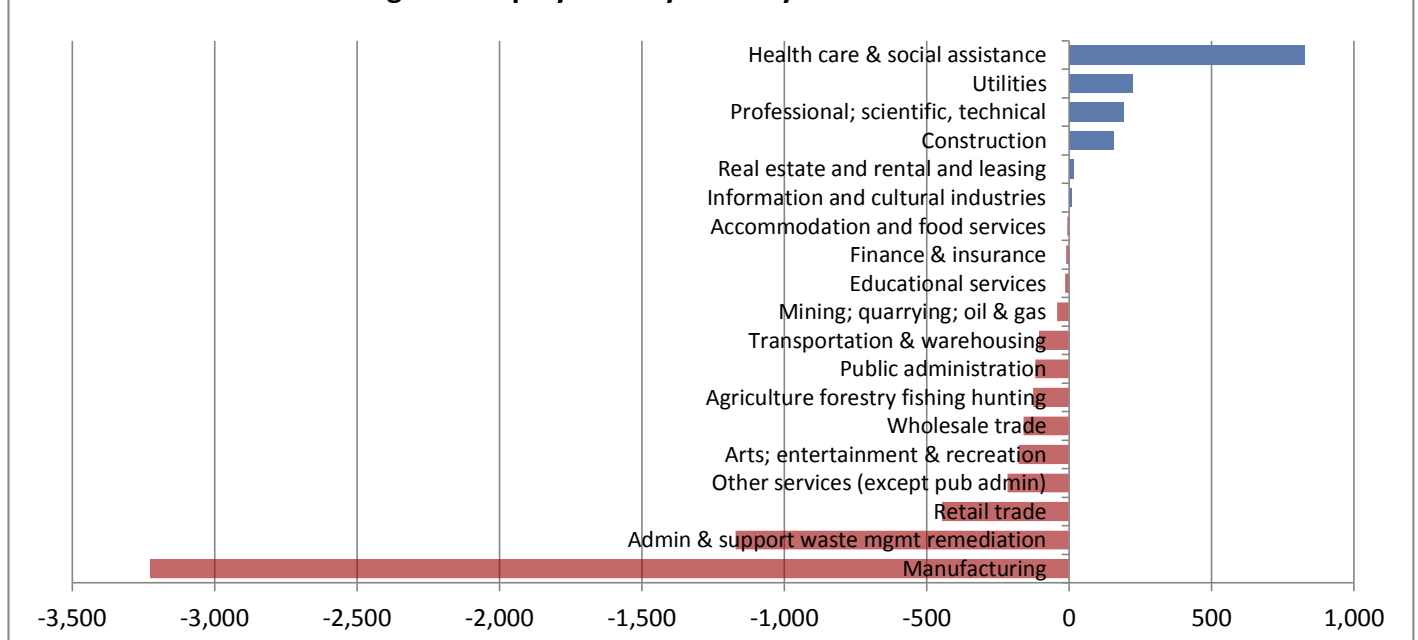 Health care & social assistance
Utilities
Professional; scientific, technical
Construction
Real estate and rental and leasing
Information and cultural industries
Accommodation and food services
Finance & insurance
Educational services
Mining; quarrying; oil & gas
Transportation & warehousing
Public administration
Agriculture forestry fishing hunting
Wholesale trade
Arts; entertainment & recreation
Other services (except pub admin)
Retail trade
Admin & support waste mgmt remediation
Manufacturing
-3,500 -3,000 -2,500 -2,000 -1,500 -1,000 -500 0 500 1,000